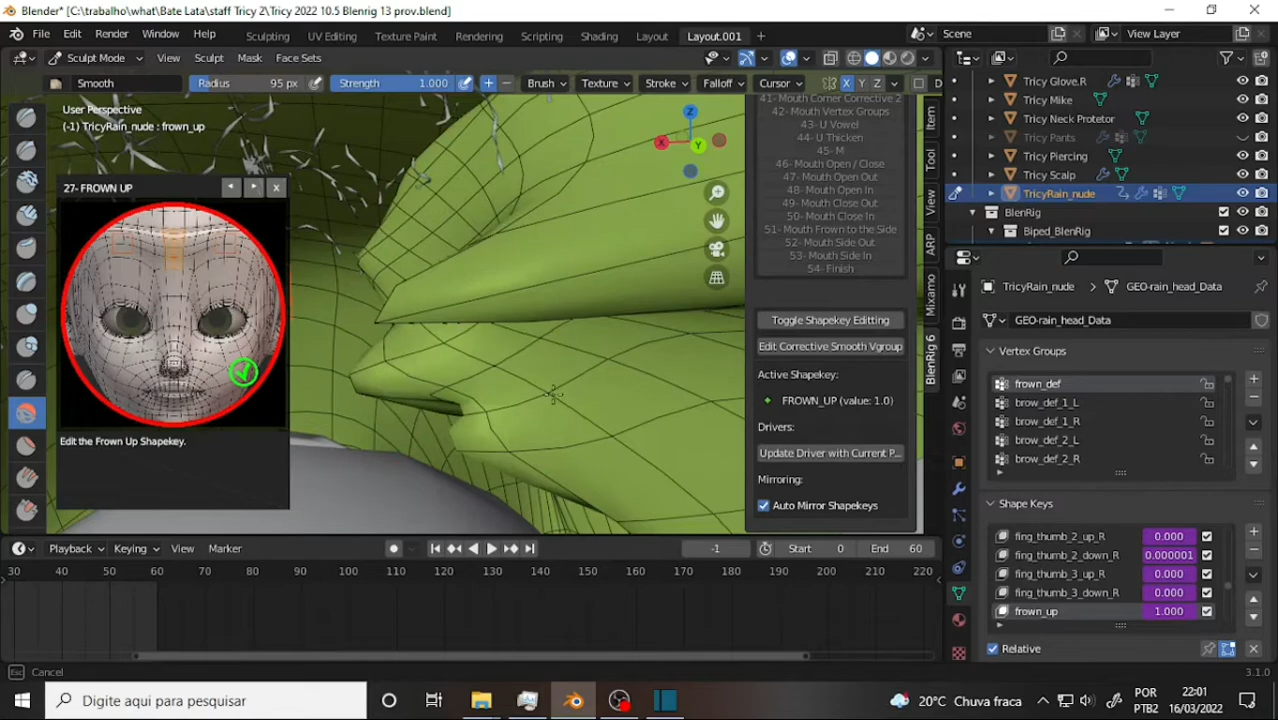 Blender* [C:\trabalho\what\Bate Lata\staff Tricy 2\Tricy 2022 10.5 Blenrig 13 prov.blend]
File Edit Render Window Help Sculpting UV Editing Texture Paint Rendering Scripting Shading Layout Layout.001 + Scene View Layer
Sculpt Mode View Sculpt Mask Face Sets
Smooth Radius 95 px Strength 1.000 Brush Texture Stroke Falloff Cursor X Y Z D
User Perspective
(-1) TricyRain_nude : frown_up
27- FROWN UP
Edit the Frown Up Shapekey.
Z
X
Y
41- Mouth Corner Corrective 2
42- Mouth Vertex Groups
43- U Vowel
44- U Thicken
45- M
46- Mouth Open / Close
47- Mouth Open Out
48- Mouth Open In
49- Mouth Close Out
50- Mouth Close In
51- Mouth Frown to the Side
52- Mouth Side Out
53- Mouth Side In
54- Finish
Toggle Shapekey Editing
Edit Corrective Smooth Vgroup
Active Shapekey:
FROWN_UP (value: 1.0)
Drivers:
Update Driver with Current P...
Mirroring:
Auto Mirror Shapekeys
Item
Tool
View
ARP
Mixamo
BlenRig 6
Tricy Glove.R
Tricy Mike
Tricy Neck Protetor
Tricy Pants
Tricy Piercing
Tricy Scalp
TricyRain_nude
BlenRig
Biped_BlenRig
TricyRain_nude GEO-rain_head_Data
GEO-rain_head_Data
Vertex Groups
frown_def
brow_def_1_L
brow_def_1_R
brow_def_2_L
brow_def_2_R
Shape Keys
fing_thumb_2_up_R 0.000
fing_thumb_2_down_R 0.000001
fing_thumb_3_up_R 0.000
fing_thumb_3_down_R 0.000
frown_up 1.000
Relative
Playback Keying View Marker -1 Start 0 End 60
30 40 50 60 70 80 90 100 110 120 130 140 150 160 170 180 190 200 210 220
Esc Cancel 3.1.0
Digite aqui para pesquisar 20°C Chuva fraca POR 22:01
PTB2 16/03/2022